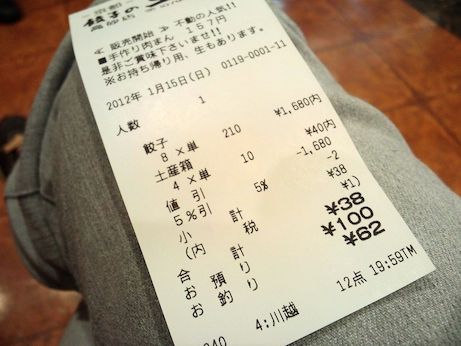 京都
餃子の
≪ 販売開始 ≫ 不動の人気!!
■手作り肉まん 157円
是非ご賞味下さいませ!!
※お持ち帰り用、生もあります。
2012年 1月15日(日) 0119-0001-11
人数 1
餃子 ¥1,680内
8 ×単 210
土産箱 ¥40内
4 ×単 10
値引 -1,680
5%引 5% -2
小計 ¥38
(内税 ¥1)
合計 ¥38
お預り ¥100
お釣り ¥62
4:川越 12点 19:59TM